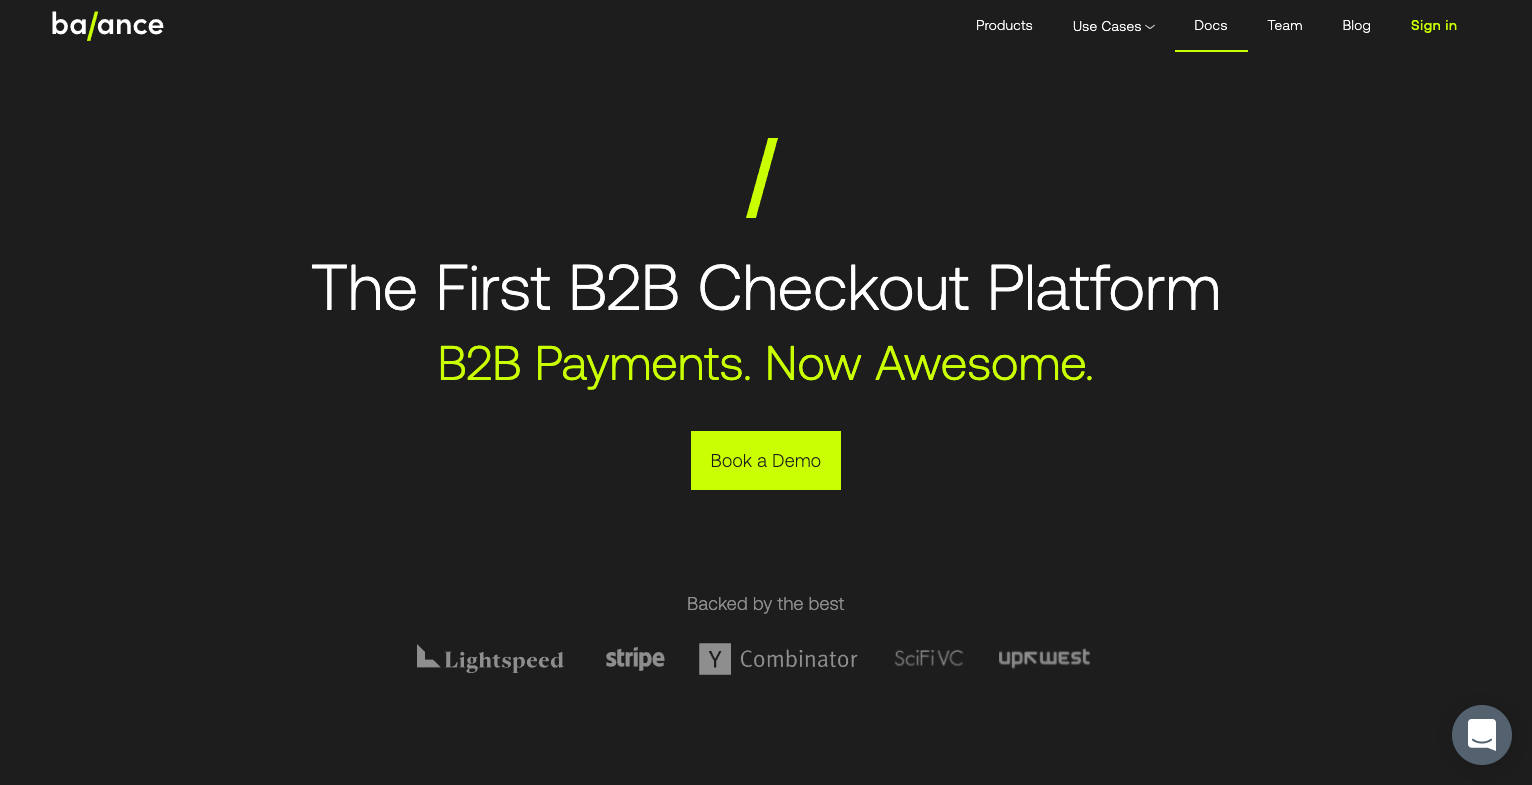 ba/ance
Products Use Cases Docs Team Blog Sign in
/
The First B2B Checkout Platform
B2B Payments. Now Awesome.
Book a Demo
Backed by the best
Lightspeed stripe Y Combinator SciFi VC upwest